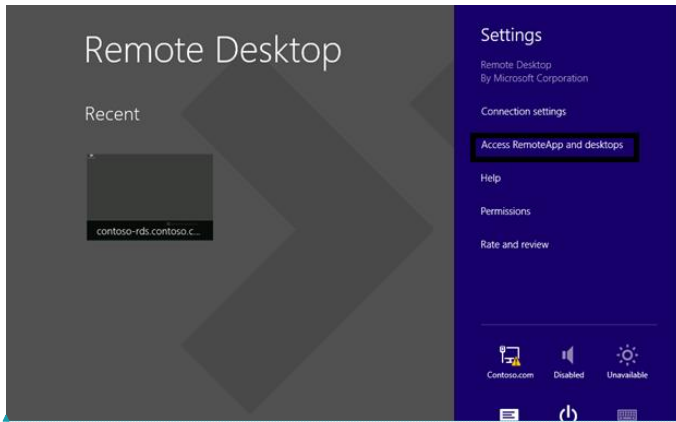 Remote Desktop
Recent
contoso-rds.contoso.c...
Settings
Remote Desktop
By Microsoft Corporation
Connection settings
Access RemoteApp and desktops
Help
Permissions
Rate and review
Contoso.com
Disabled
Unavailable